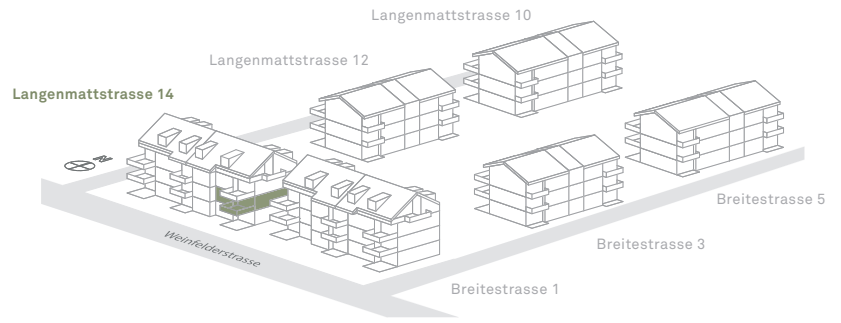 Langenmattstrasse 10
Langenmattstrasse 12
Langenmattstrasse 14
N
Breitestrasse 5
Weinfelderstrasse
Breitestrasse 3
Breitestrasse 1